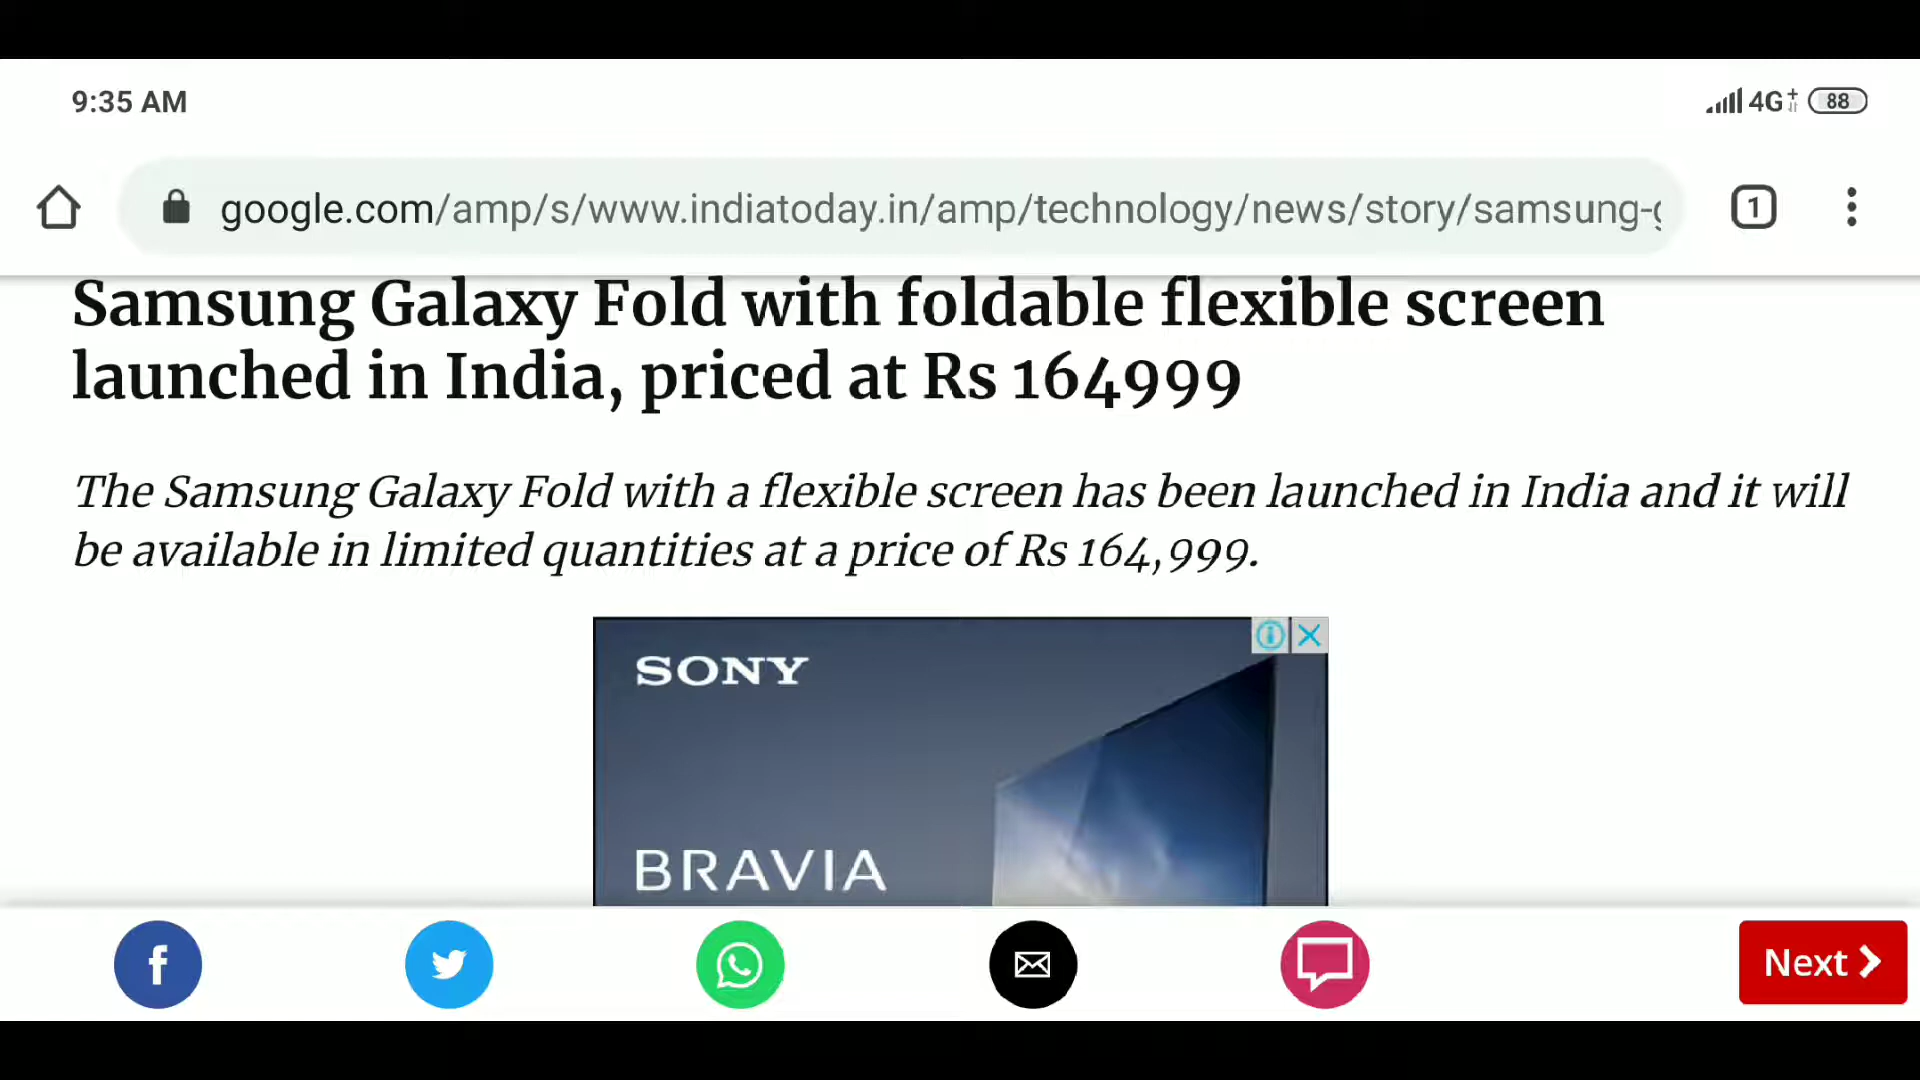 9:35 AM
4G+ 88
google.com/amp/s/www.indiatoday.in/amp/technology/news/story/samsung-
1
Samsung Galaxy Fold with foldable flexible screen
launched in India, priced at Rs 164999
The Samsung Galaxy Fold with a flexible screen has been launched in India and it will
be available in limited quantities at a price of Rs 164,999.
SONY
BRAVIA
f
Next